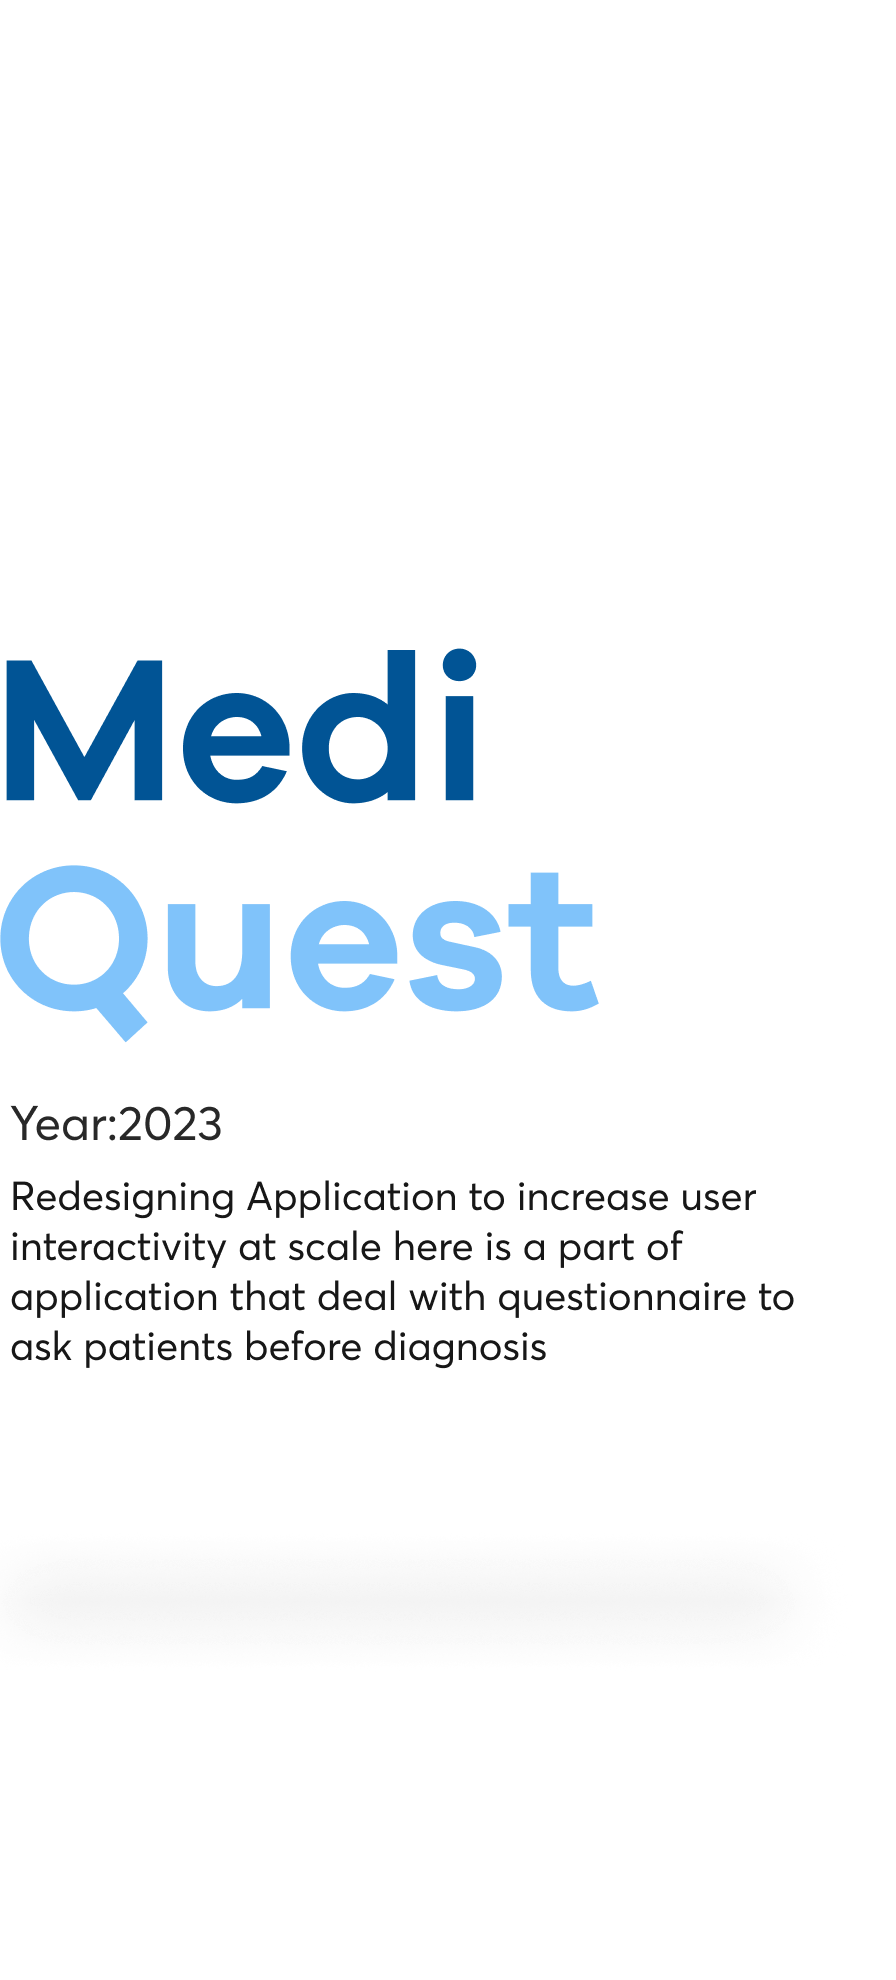 Medi
Quest
Year:2023
Redesigning Application to increase user
interactivity at scale here is a part of
application that deal with questionnaire to
ask patients before diagnosis